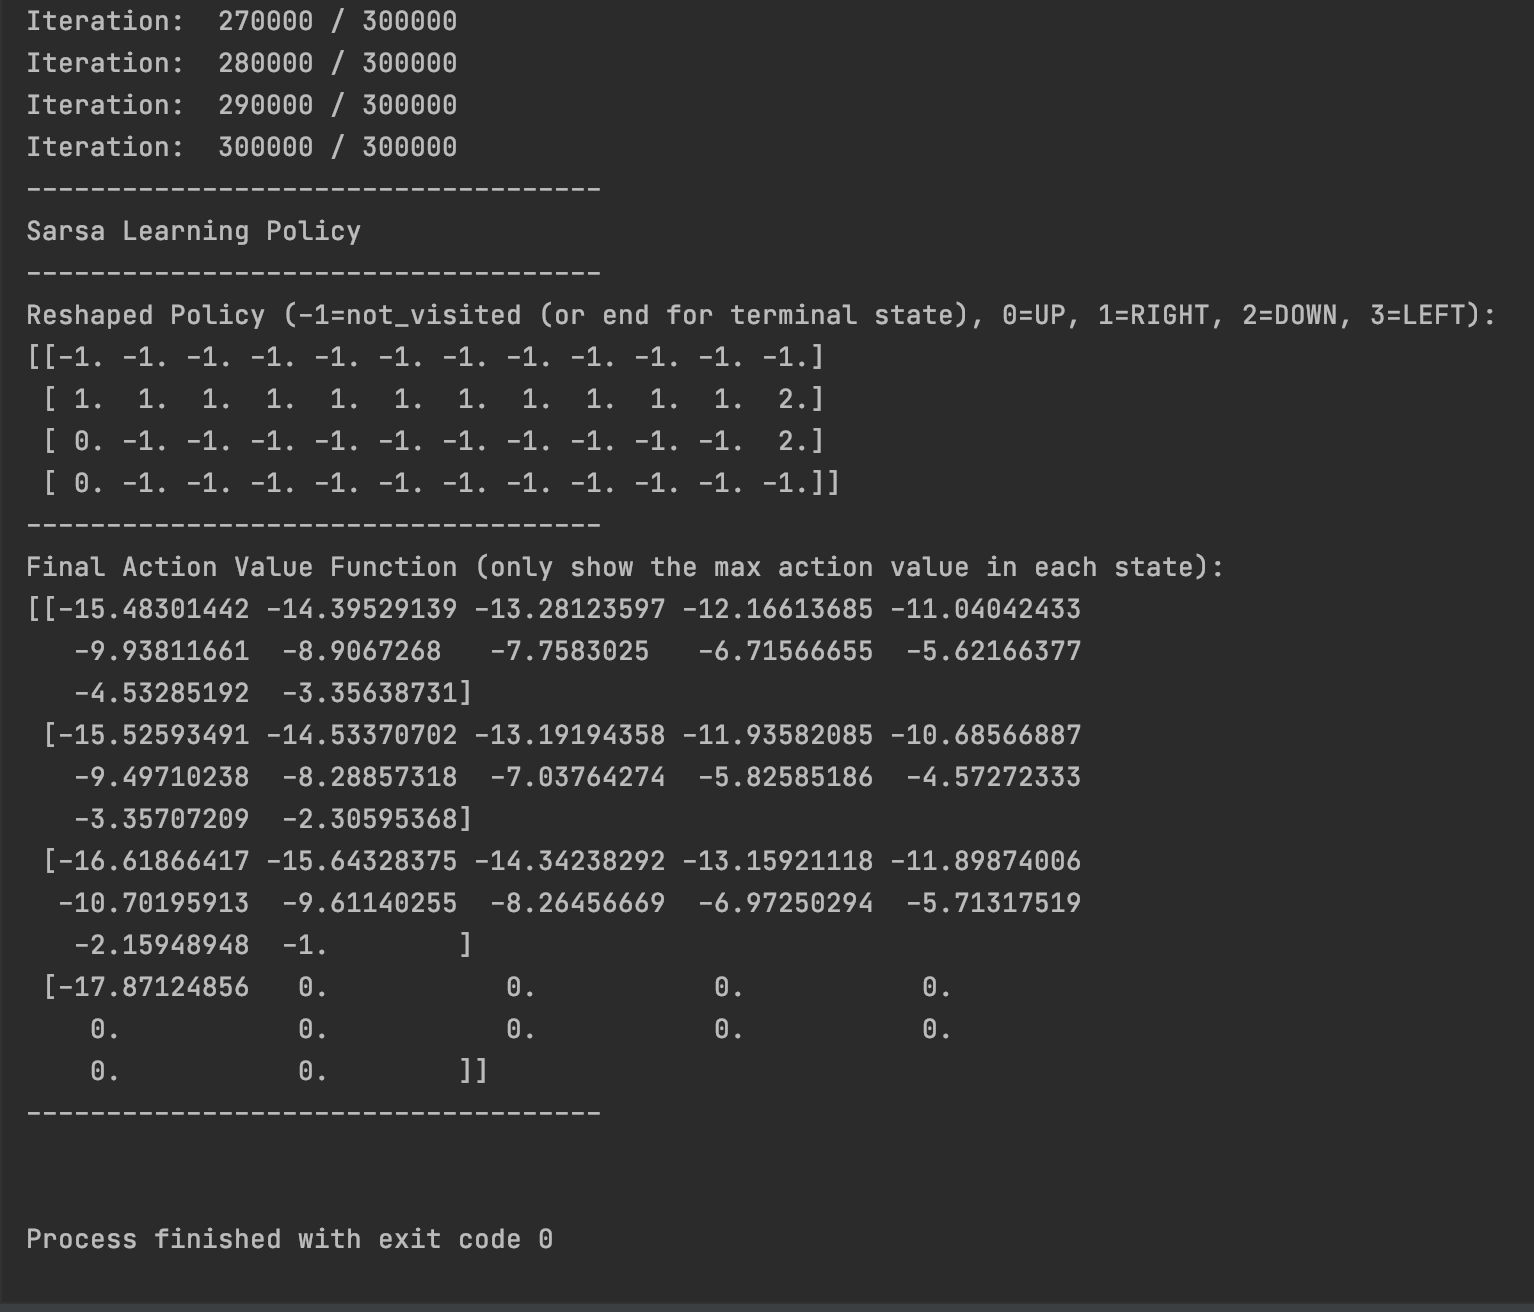 Iteration:  270000 / 300000
Iteration:  280000 / 300000
Iteration:  290000 / 300000
Iteration:  300000 / 300000
------------------------------------
Sarsa Learning Policy
------------------------------------
Reshaped Policy (-1=not_visited (or end for terminal state), 0=UP, 1=RIGHT, 2=DOWN, 3=LEFT):
[[-1. -1. -1. -1. -1. -1. -1. -1. -1. -1. -1. -1.]
 [ 1.  1.  1.  1.  1.  1.  1.  1.  1.  1.  1.  2.]
 [ 0. -1. -1. -1. -1. -1. -1. -1. -1. -1. -1.  2.]
 [ 0. -1. -1. -1. -1. -1. -1. -1. -1. -1. -1. -1.]]
------------------------------------
Final Action Value Function (only show the max action value in each state):
[[-15.48301442 -14.39529139 -13.28123597 -12.16613685 -11.04042433
   -9.93811661  -8.9067268   -7.7583025   -6.71566655  -5.62166377
   -4.53285192  -3.35638731]
 [-15.52593491 -14.53370702 -13.19194358 -11.93582085 -10.68566887
   -9.49710238  -8.28857318  -7.03764274  -5.82585186  -4.57272333
   -3.35707209  -2.30595368]
 [-16.61866417 -15.64328375 -14.34238292 -13.15921118 -11.89874006
  -10.70195913  -9.61140255  -8.26456669  -6.97250294  -5.71317519
   -2.15948948  -1.        ]
 [-17.87124856   0.           0.           0.           0.
    0.           0.           0.           0.           0.
    0.           0.        ]]
------------------------------------
Process finished with exit code 0